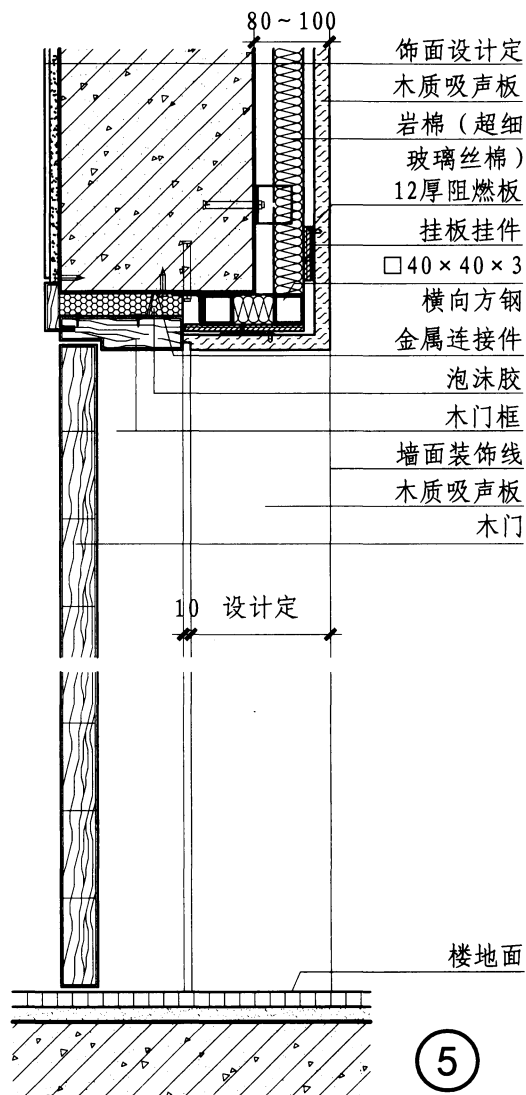 80~100
饰面设计定
木质吸声板
岩棉（超细
玻璃丝棉）
12厚阻燃板
挂板挂件
□40×40×3
横向方钢
金属连接件
泡沫胶
木门框
墙面装饰线
木质吸声板
木门
10 设计定
楼地面
5